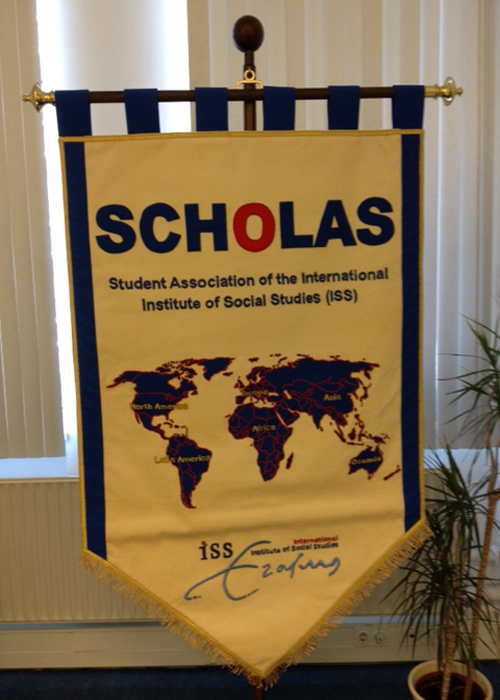 SCHOLAS
Student Association of the International
Institute of Social Studies (ISS)
North America
Europe
Asia
Africa
Latin America
Oceania
ISS
International
Institute of Social Studies
Erasmus